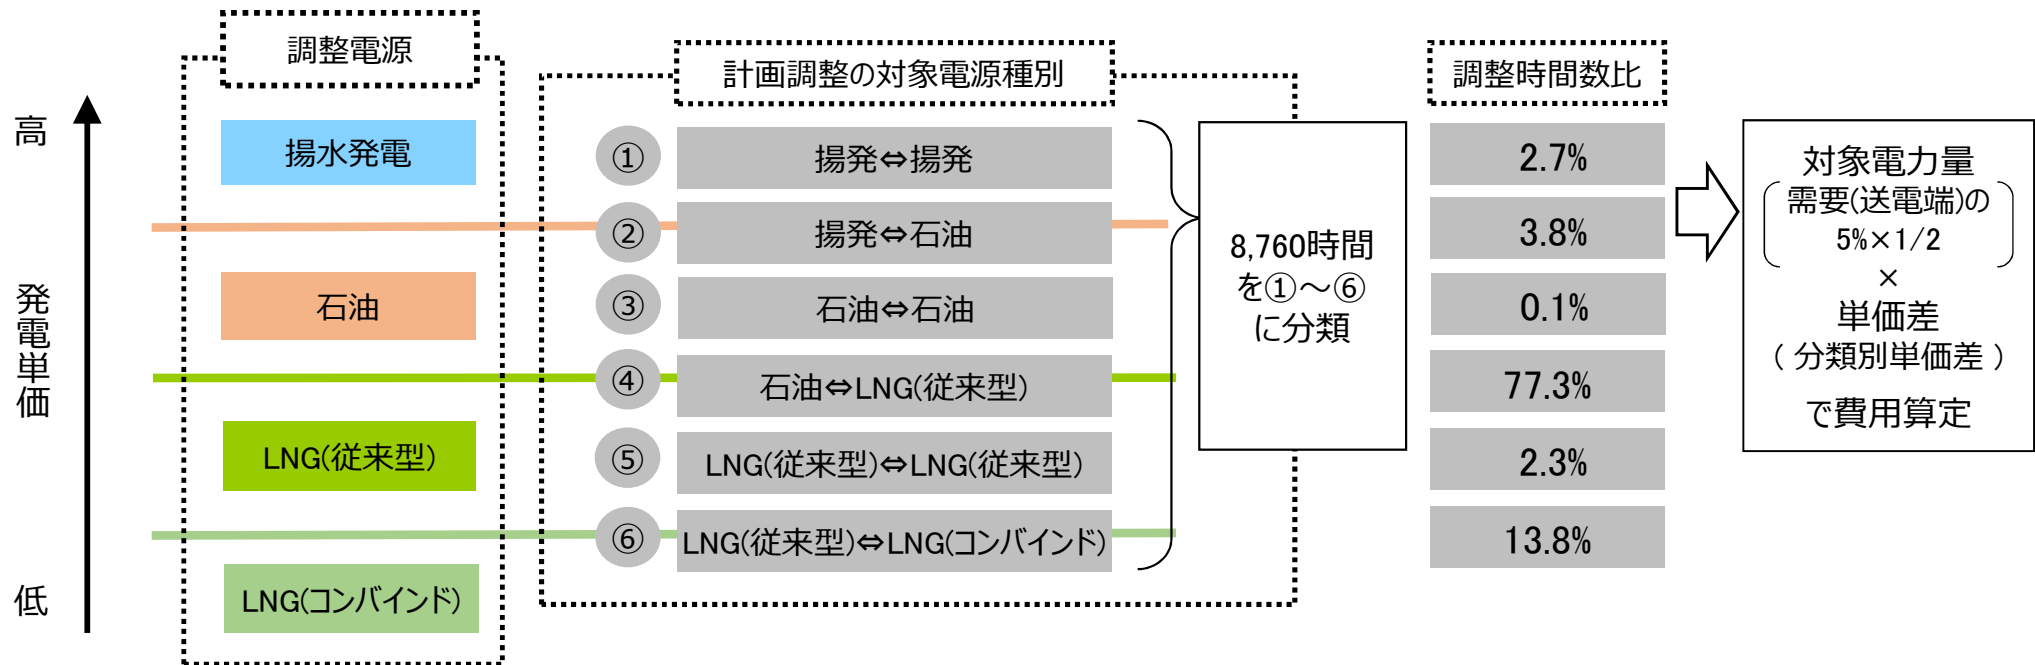 調整電源
計画調整の対象電源種別
調整時間数比
高
発電単価
低
揚水発電
石油
LNG(従来型)
LNG(コンバインド)
① 揚発⇔揚発
② 揚発⇔石油
③ 石油⇔石油
④ 石油⇔LNG(従来型)
⑤ LNG(従来型)⇔LNG(従来型)
⑥ LNG(従来型)⇔LNG(コンバインド)
8,760時間
を①～⑥
に分類
2.7%
3.8%
0.1%
77.3%
2.3%
13.8%
対象電力量
需要(送電端)の
5%×1/2
×
単価差
( 分類別単価差 )
で費用算定